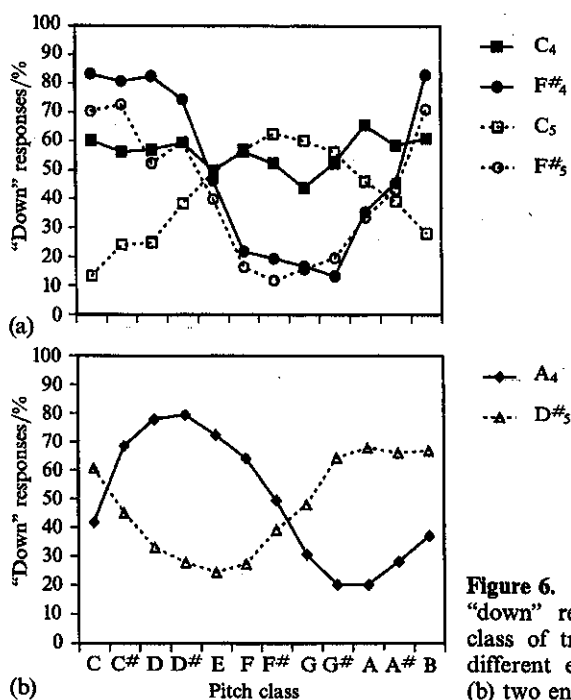 100
90
80
70
60
50
40
30
20
10
0
"Down" responses/%
(a)
C4
F#4
C5
F#5
100
90
80
70
60
50
40
30
20
10
0
"Down" responses/%
A4
D#5
C C# D D# E F F# G G# A A# B
(b) Pitch class
Figure 6.
"down" re
class of tr
different e
(b) two en